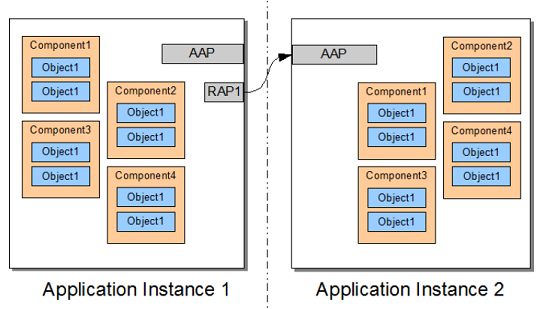 Component1
Object1
Object1
Component3
Object1
Object1
Component2
Object1
Object1
Component4
Object1
Object1
AAP
RAP1
Application Instance 1
AAP
Component1
Object1
Object1
Component3
Object1
Object1
Component2
Object1
Object1
Component4
Object1
Object1
Application Instance 2